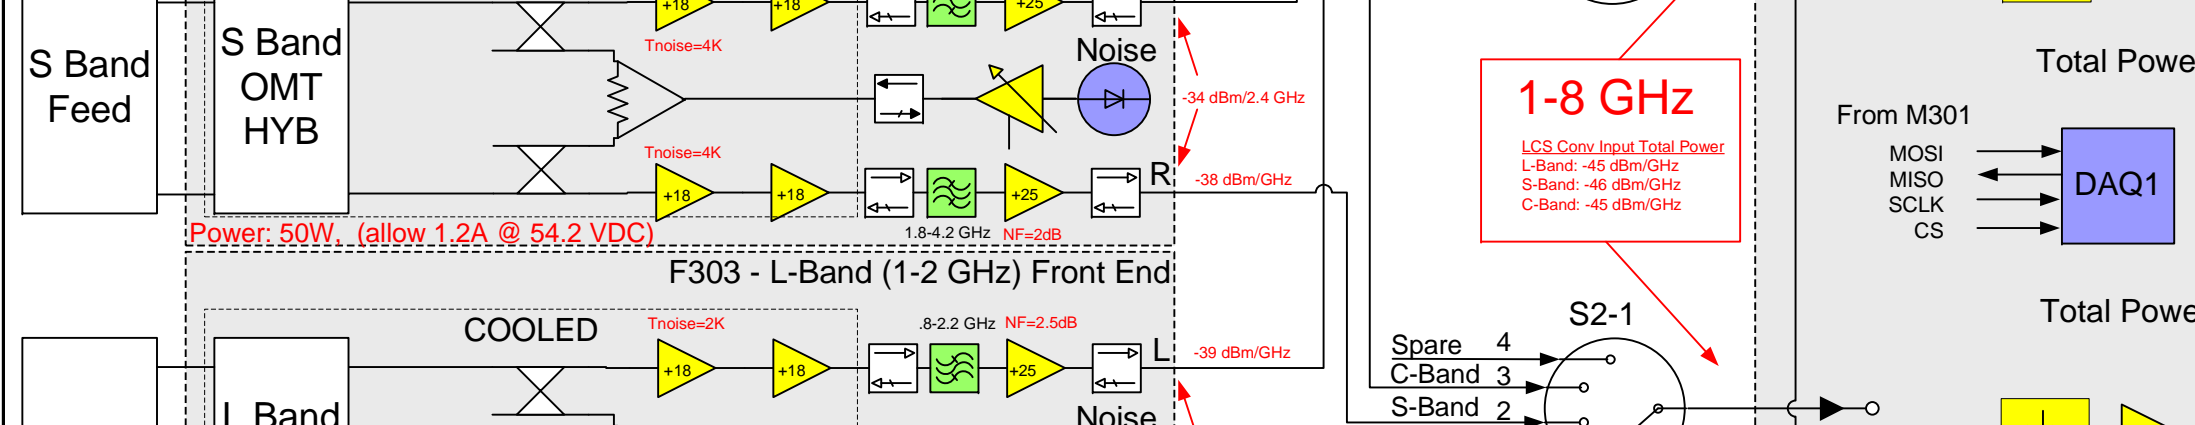 +18
+18
+25
S Band
Feed
S Band
OMT
HYB
Tnoise=4K
Noise
-34 dBm/2.4 GHz
1-8 GHz
LCS Conv Input Total Power
L-Band: -45 dBm/GHz
S-Band: -46 dBm/GHz
C-Band: -45 dBm/GHz
Total Powe
From M301
MOSI
MISO
SCLK
CS
DAQ1
Tnoise=4K
+18
+18
+25
R
-38 dBm/GHz
Power: 50W, (allow 1.2A @ 54.2 VDC)
1.8-4.2 GHz
NF=2dB
F303 - L-Band (1-2 GHz) Front End
COOLED
Tnoise=2K
.8-2.2 GHz
NF=2.5dB
+18
+18
+25
L
-39 dBm/GHz
L Band
Noise
S2-1
Spare 4
C-Band 3
S-Band 2
Total Powe